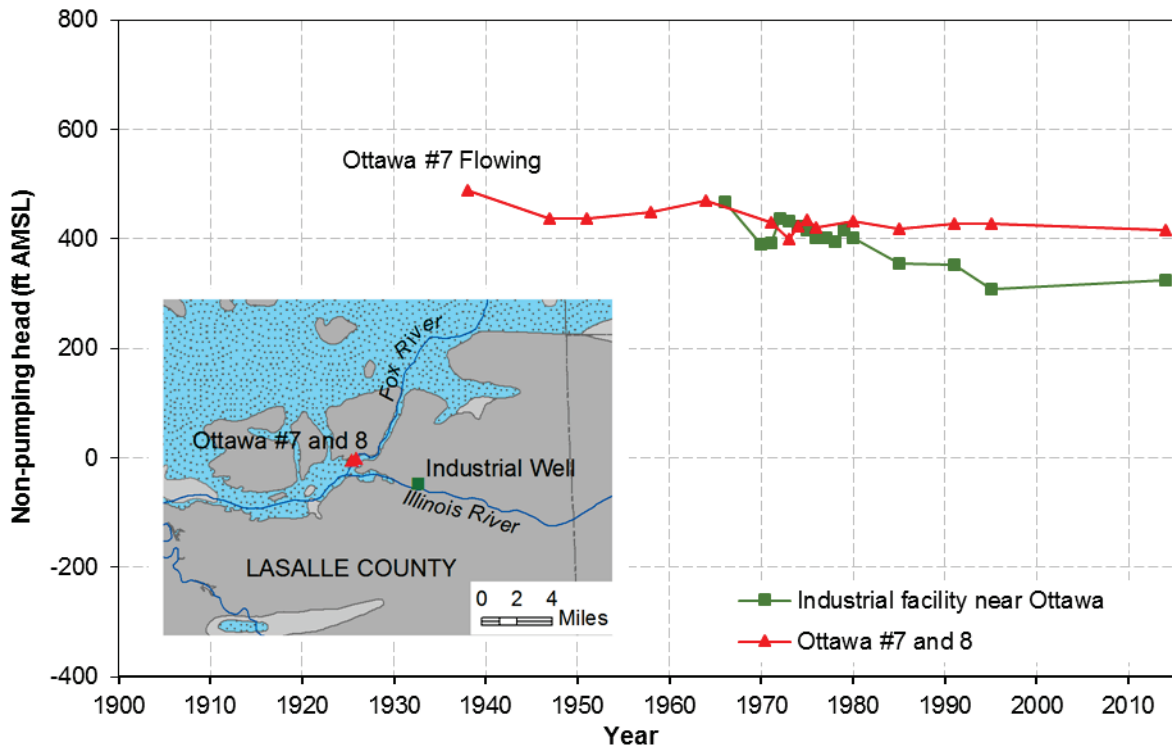 800
600
400
200
0
-200
-400
Non-pumping head (ft AMSL)
Ottawa #7 Flowing
Fox River
Ottawa #7 and 8
Industrial Well
Illinois River
LASALLE COUNTY
0 2 4
Miles
Industrial facility near Ottawa
Ottawa #7 and 8
1900 1910 1920 1930 1940 1950 1960 1970 1980 1990 2000 2010
Year